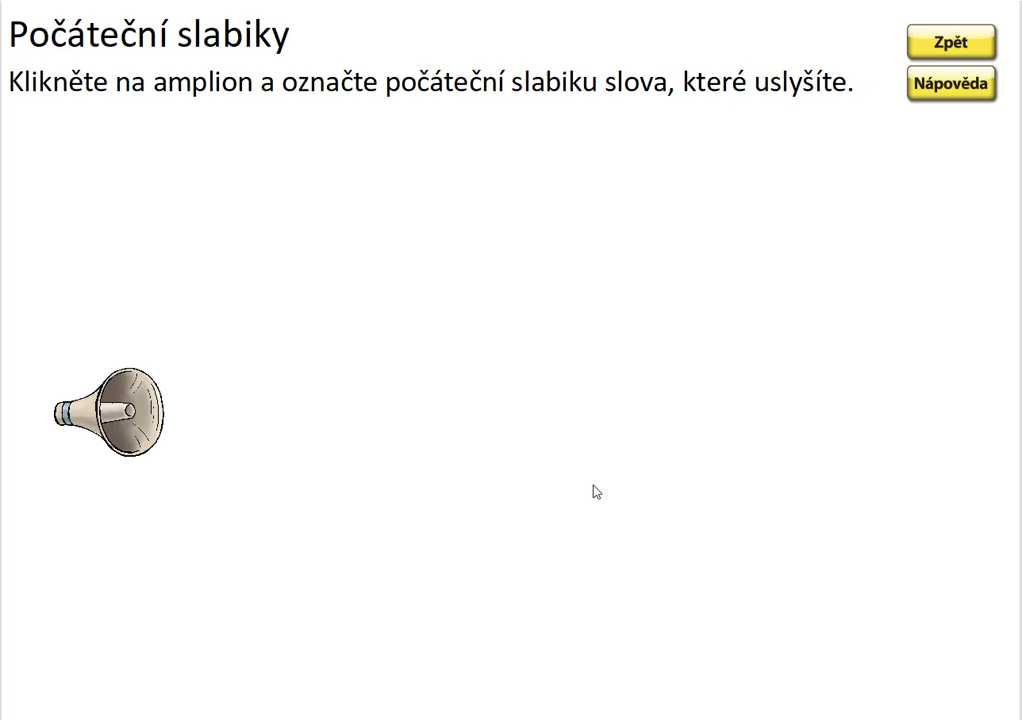 Počáteční slabiky
Zpět
Klikněte na amplion a označte počáteční slabiku slova, které uslyšíte.
Nápověda